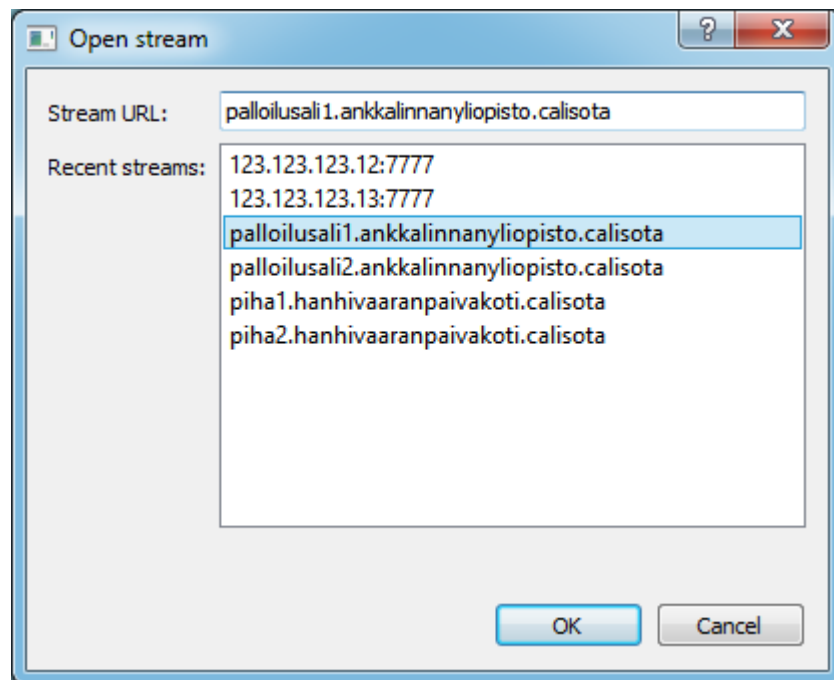 Open stream
Stream URL: palloilusali1.ankkalinnanyliopisto.calisota
Recent streams:
123.123.123.12:7777
123.123.123.13:7777
palloilusali1.ankkalinnanyliopisto.calisota
palloilusali2.ankkalinnanyliopisto.calisota
piha1.hanhivaaranpaivakoti.calisota
piha2.hanhivaaranpaivakoti.calisota
OK Cancel